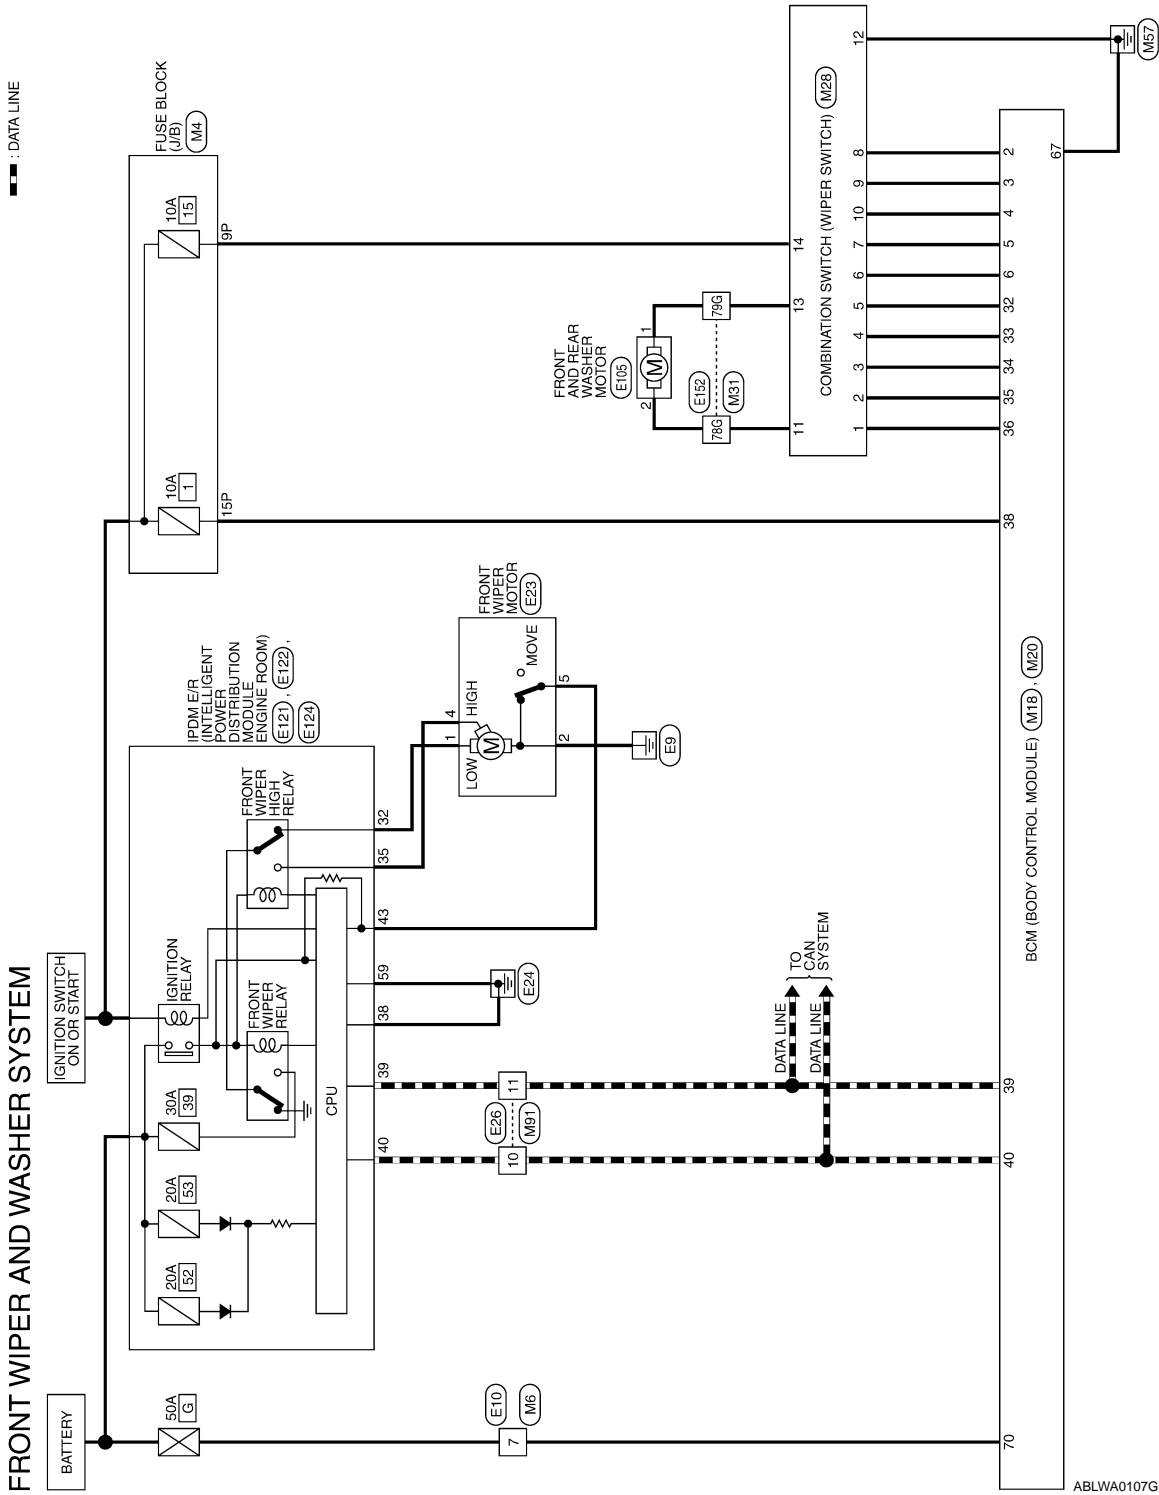 FRONT WIPER AND WASHER SYSTEM
: DATA LINE
BATTERY
IGNITION SWITCH
ON OR START
50A
G
20A
52
20A
53
30A
39
IGNITION
RELAY
FRONT
WIPER
RELAY
FRONT
WIPER
HIGH
RELAY
CPU
IPDM E/R
(INTELLIGENT
POWER
DISTRIBUTION
MODULE
ENGINE ROOM)
E121 , E122 ,
E124
FUSE BLOCK
(J/B)
M4
10A
1
10A
15
15P
9P
40
39
38
59
43
35
32
E24
1
4
LOW
HIGH
M
MOVE
2
5
FRONT
WIPER
MOTOR
E23
E9
FRONT
AND REAR
WASHER
MOTOR
E105
2
M
1
78G
79G
E152
M31
E10
7
M6
E26
10
11
M91
DATA LINE
DATA LINE
TO
CAN
SYSTEM
11
13
14
COMBINATION SWITCH (WIPER SWITCH) M28
1
2
3
4
5
6
7
10
9
8
12
70
40
39
38
36
35
34
33
32
6
5
4
3
2
67
BCM (BODY CONTROL MODULE) M18 , M20
M57
ABLWA0107G